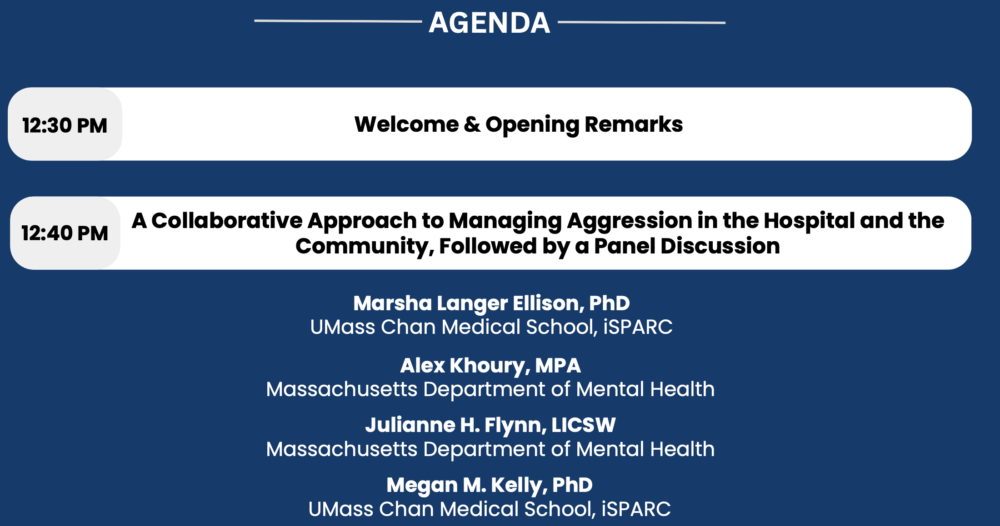 AGENDA
12:30 PM
Welcome & Opening Remarks
12:40 PM
A Collaborative Approach to Managing Aggression in the Hospital and the
Community, Followed by a Panel Discussion
Marsha Langer Ellison, PhD
UMass Chan Medical School, iSPARC
Alex Khoury, MPA
Massachusetts Department of Mental Health
Julianne H. Flynn, LICSW
Massachusetts Department of Mental Health
Megan M. Kelly, PhD
UMass Chan Medical School, iSPARC